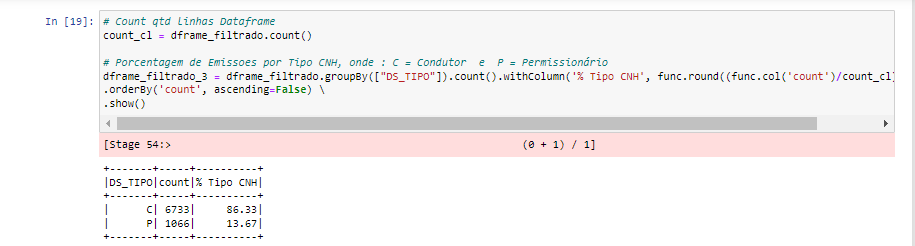 In [19]: # Count qtd Linhas Dataframe
count_cl = dframe_filtrado.count()
# Porcentagem de Emissoes por Tipo CNH, onde : C = Condutor e P = Permissionário
dframe_filtrado_3 = dframe_filtrado.groupBy(["DS_TIPO"]).count().withColumn('% Tipo CNH', func.round((func.col('count')/count_cl
.orderBy('count', ascending=False) \
.show()
[Stage 54:> (0 + 1) / 1]
+-------+-----+----------+
|DS_TIPO|count|% Tipo CNH|
+-------+-----+----------+
| C| 6733| 86.33|
| P| 1066| 13.67|
+-------+-----+----------+